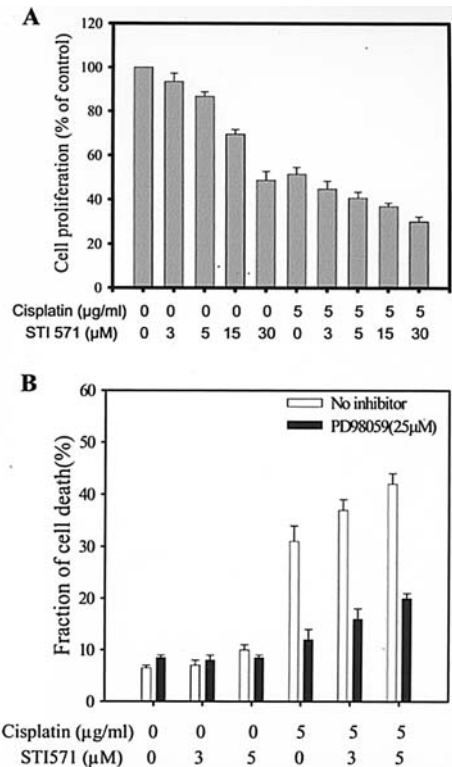 A
Cell proliferation (% of control)
120
100
80
60
40
20
0
Cisplatin (µg/ml) 0 0 0 0 0 5 5 5 5 5
STI 571 (µM) 0 3 5 15 30 0 3 5 15 30
B
Fraction of cell death(%)
60
50
40
30
20
10
0
No inhibitor
PD98059(25µM)
Cisplatin (µg/ml) 0 0 0 5 5 5
STI571 (µM) 0 3 5 0 3 5